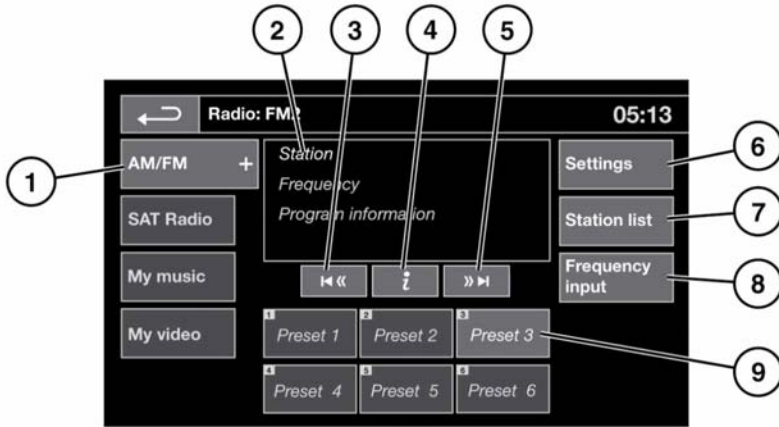 2 3 4 5
Radio: FM2 05:13
1
AM/FM +
SAT Radio
My music
My video
Station
Frequency
Program information
i
Settings
Station list
Frequency
input
6
7
8
1 Preset 1 2 Preset 2 3 Preset 3
4 Preset 4 5 Preset 5 6 Preset 6
9